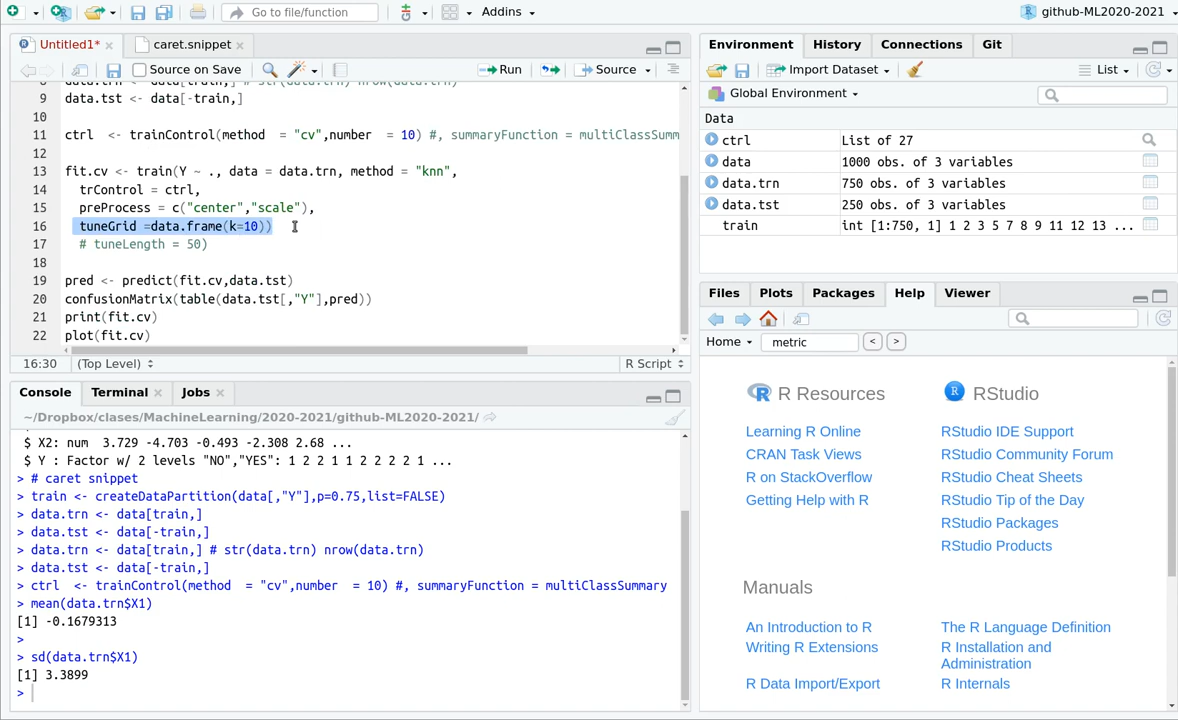 Go to file/function
Addins
github-ML2020-2021
Untitled1*
caret.snippet
Source on Save
Run
Source
8 data.trn <- data[train,] # str(data.trn) nrow(data.trn)
9 data.tst <- data[-train,]
10
11 ctrl  <- trainControl(method  = "cv",number  = 10) #, summaryFunction = multiClassSumm
12
13 fit.cv <- train(Y ~ ., data = data.trn, method = "knn",
14   trControl = ctrl,
15   preProcess = c("center","scale"),
16   tuneGrid =data.frame(k=10))
17   # tuneLength = 50)
18
19 pred <- predict(fit.cv,data.tst)
20 confusionMatrix(table(data.tst[,"Y"],pred))
21 print(fit.cv)
22 plot(fit.cv)
16:30 (Top Level) R Script
Console Terminal Jobs
~/Dropbox/clases/MachineLearning/2020-2021/github-ML2020-2021/
$ X2: num  3.729 -4.703 -0.493 -2.308 2.68 ...
$ Y : Factor w/ 2 levels "NO","YES": 1 2 2 1 1 2 2 2 2 1 ...
> # caret snippet
> train <- createDataPartition(data[,"Y"],p=0.75,list=FALSE)
> data.trn <- data[train,]
> data.tst <- data[-train,]
> data.trn <- data[train,] # str(data.trn) nrow(data.trn)
> data.tst <- data[-train,]
> ctrl  <- trainControl(method  = "cv",number  = 10) #, summaryFunction = multiClassSummary
> mean(data.trn$X1)
[1] -0.1679313
>
> sd(data.trn$X1)
[1] 3.3899
>
Environment History Connections Git
Import Dataset
List
Global Environment
Data
ctrl List of 27
data 1000 obs. of 3 variables
data.trn 750 obs. of 3 variables
data.tst 250 obs. of 3 variables
train int [1:750, 1] 1 2 3 5 7 8 9 11 12 13 ...
Files Plots Packages Help Viewer
Home metric < >
R Resources
Learning R Online
CRAN Task Views
R on StackOverflow
Getting Help with R
RStudio
RStudio IDE Support
RStudio Community Forum
RStudio Cheat Sheets
RStudio Tip of the Day
RStudio Packages
RStudio Products
Manuals
An Introduction to R
Writing R Extensions
R Data Import/Export
The R Language Definition
R Installation and
Administration
R Internals